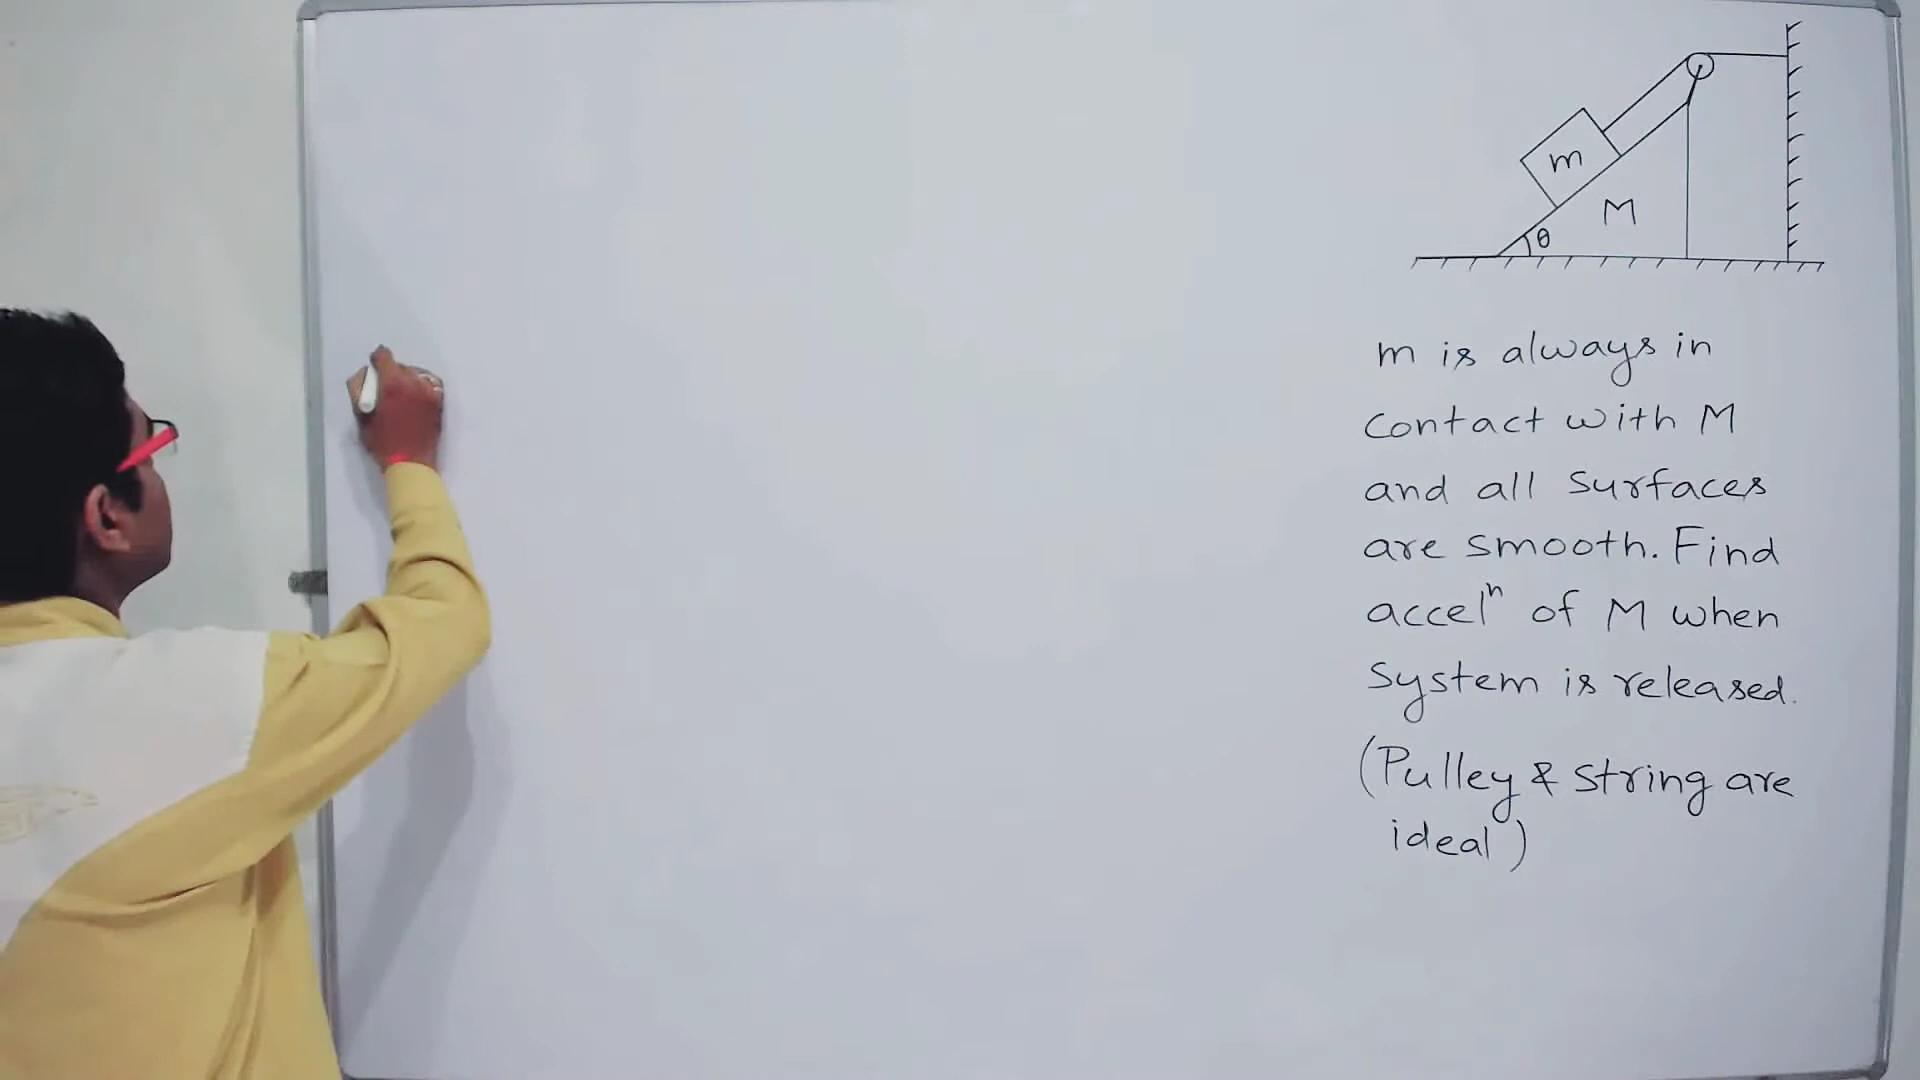 m
M
θ
m is always in
contact with M
and all surfaces
are smooth. Find
accelⁿ of M when
system is released.
(Pulley & string are
ideal)